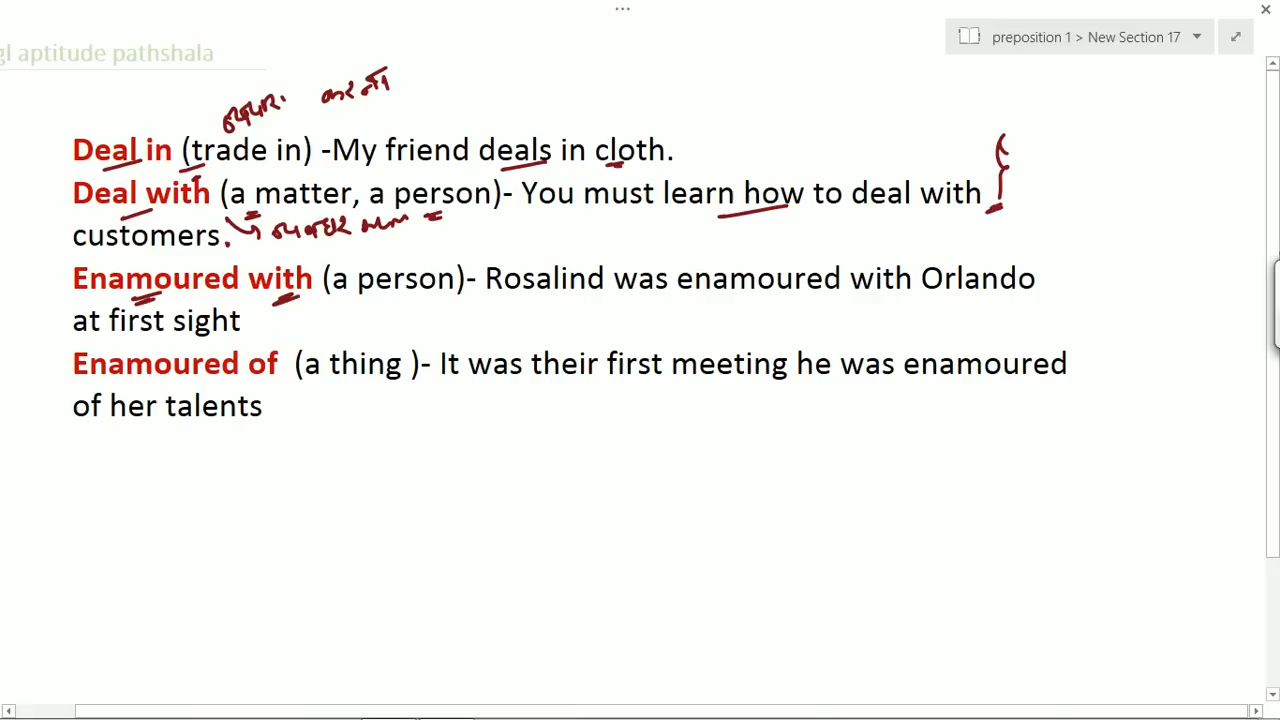 gl aptitude pathshala
preposition 1 > New Section 17
Deal in (trade in) -My friend deals in cloth.
Deal with (a matter, a person)- You must learn how to deal with
customers.
Enamoured with (a person)- Rosalind was enamoured with Orlando
at first sight
Enamoured of (a thing )- It was their first meeting he was enamoured
of her talents